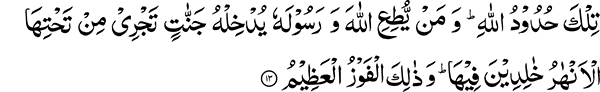 تِلْكَ حُدُوْدُ اللّٰهِ ؕ وَ مَنْ یُّطِعِ اللّٰهَ وَ رَسُوْلَهٗ یُدْخِلْهُ جَنّٰتٍ تَجْرِیْ مِنْ تَحْتِهَا
الْاَنْهٰرُ خٰلِدِیْنَ فِیْهَا ؕ وَ ذٰلِكَ الْفَوْزُ الْعَظِیْمُ ۝۱۳